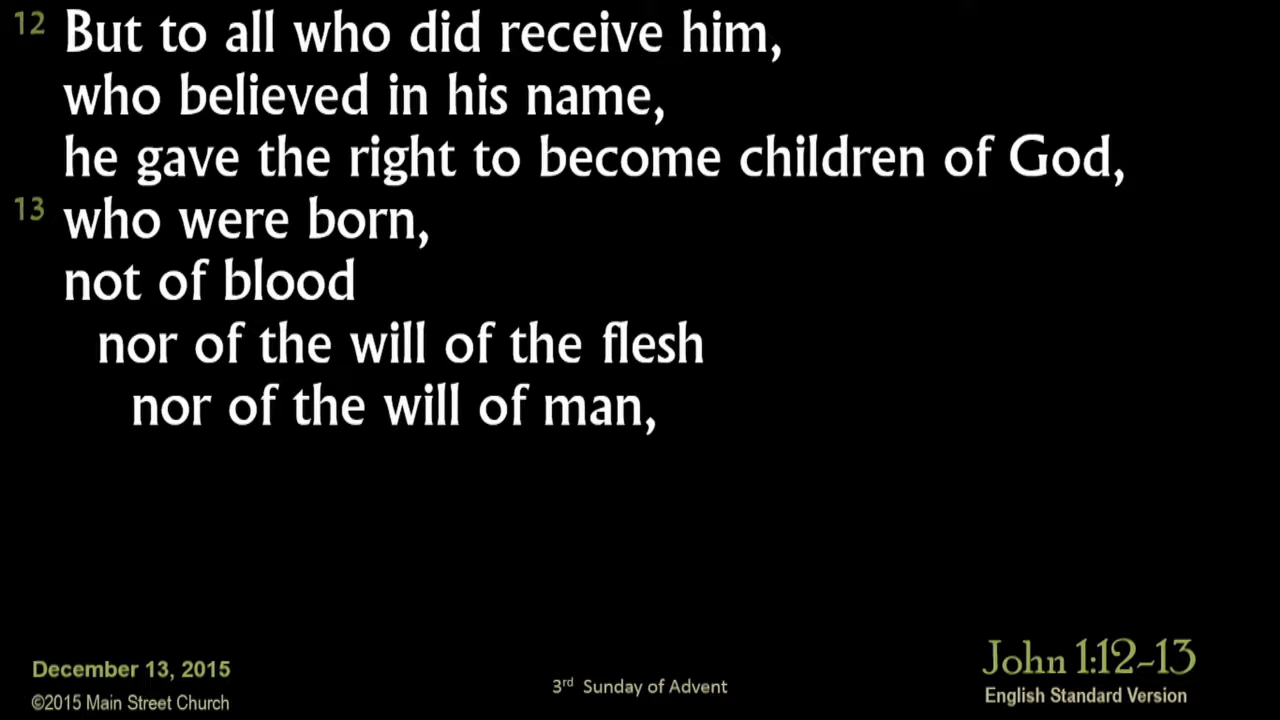 12 But to all who did receive him,
who believed in his name,
he gave the right to become children of God,
13 who were born,
not of blood
nor of the will of the flesh
nor of the will of man,
December 13, 2015
©2015 Main Street Church
3rd Sunday of Advent
John 1:12-13
English Standard Version